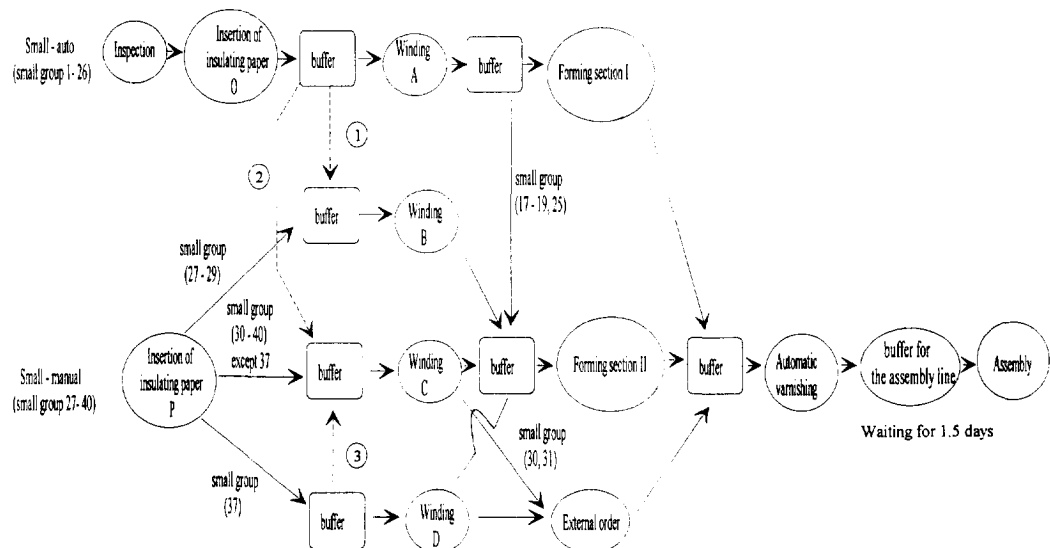 Small - auto
(small group 1 - 26)
Inspection
Insertion of
insulating paper
O
buffer
Winding
A
buffer
Forming section I
1
2
small group
(17 - 19, 25)
buffer
Winding
B
small group
(27 - 29)
small group
(30 - 40)
except 37
Small - manual
(small group 27 - 40)
Insertion of
insulating paper
P
buffer
Winding
C
buffer
Forming section II
buffer
Automatic
varnishing
buffer for
the assembly line
Assembly
Waiting for 1.5 days
3
small group
(30, 31)
small group
(37)
buffer
Winding
D
External order